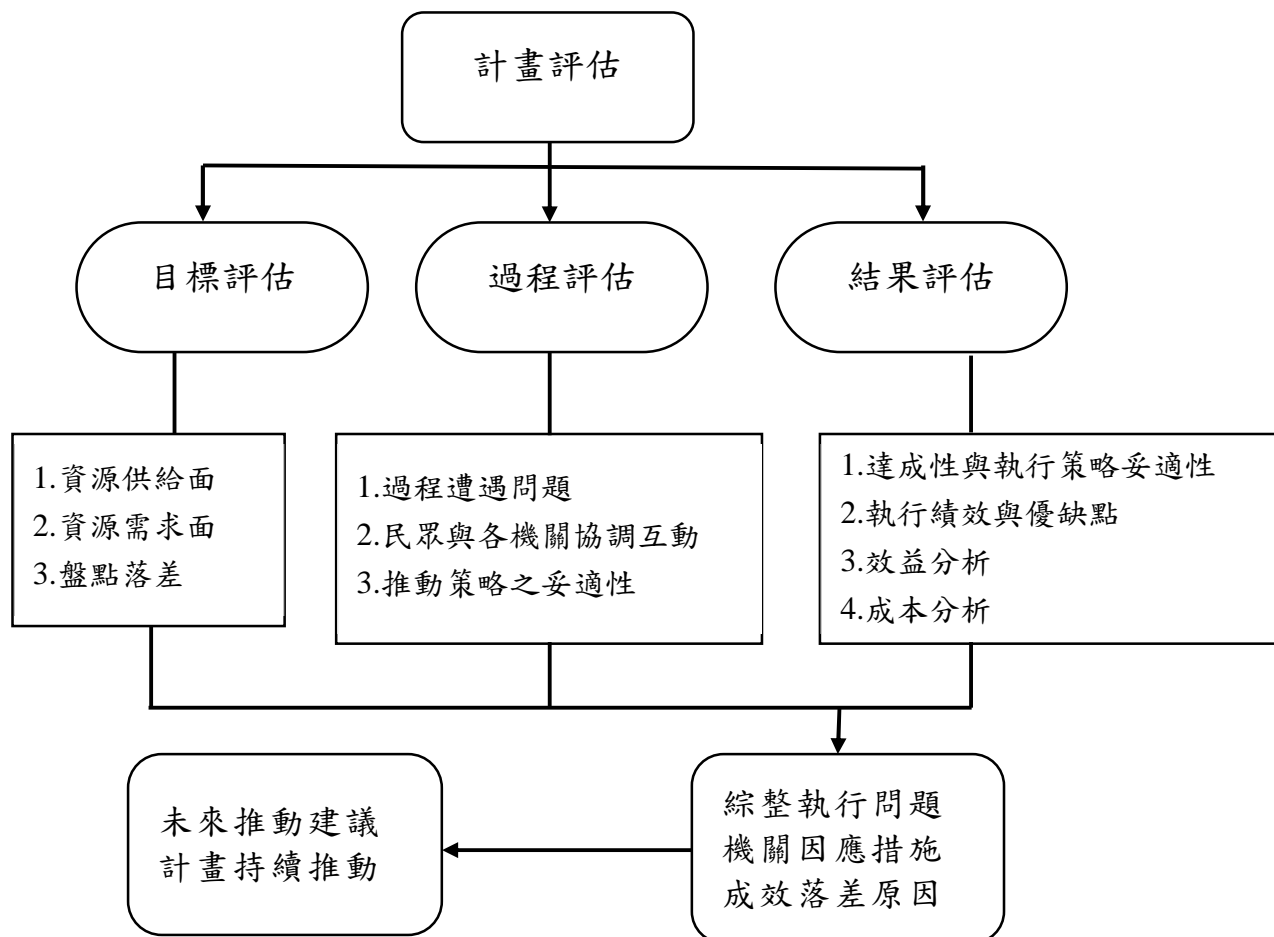 計畫評估
目標評估
過程評估
結果評估
1.資源供給面
2.資源需求面
3.盤點落差
1.過程遭遇問題
2.民眾與各機關協調互動
3.推動策略之妥適性
1.達成性與執行策略妥適性
2.執行績效與優缺點
3.效益分析
4.成本分析
未來推動建議
計畫持續推動
綜整執行問題
機關因應措施
成效落差原因